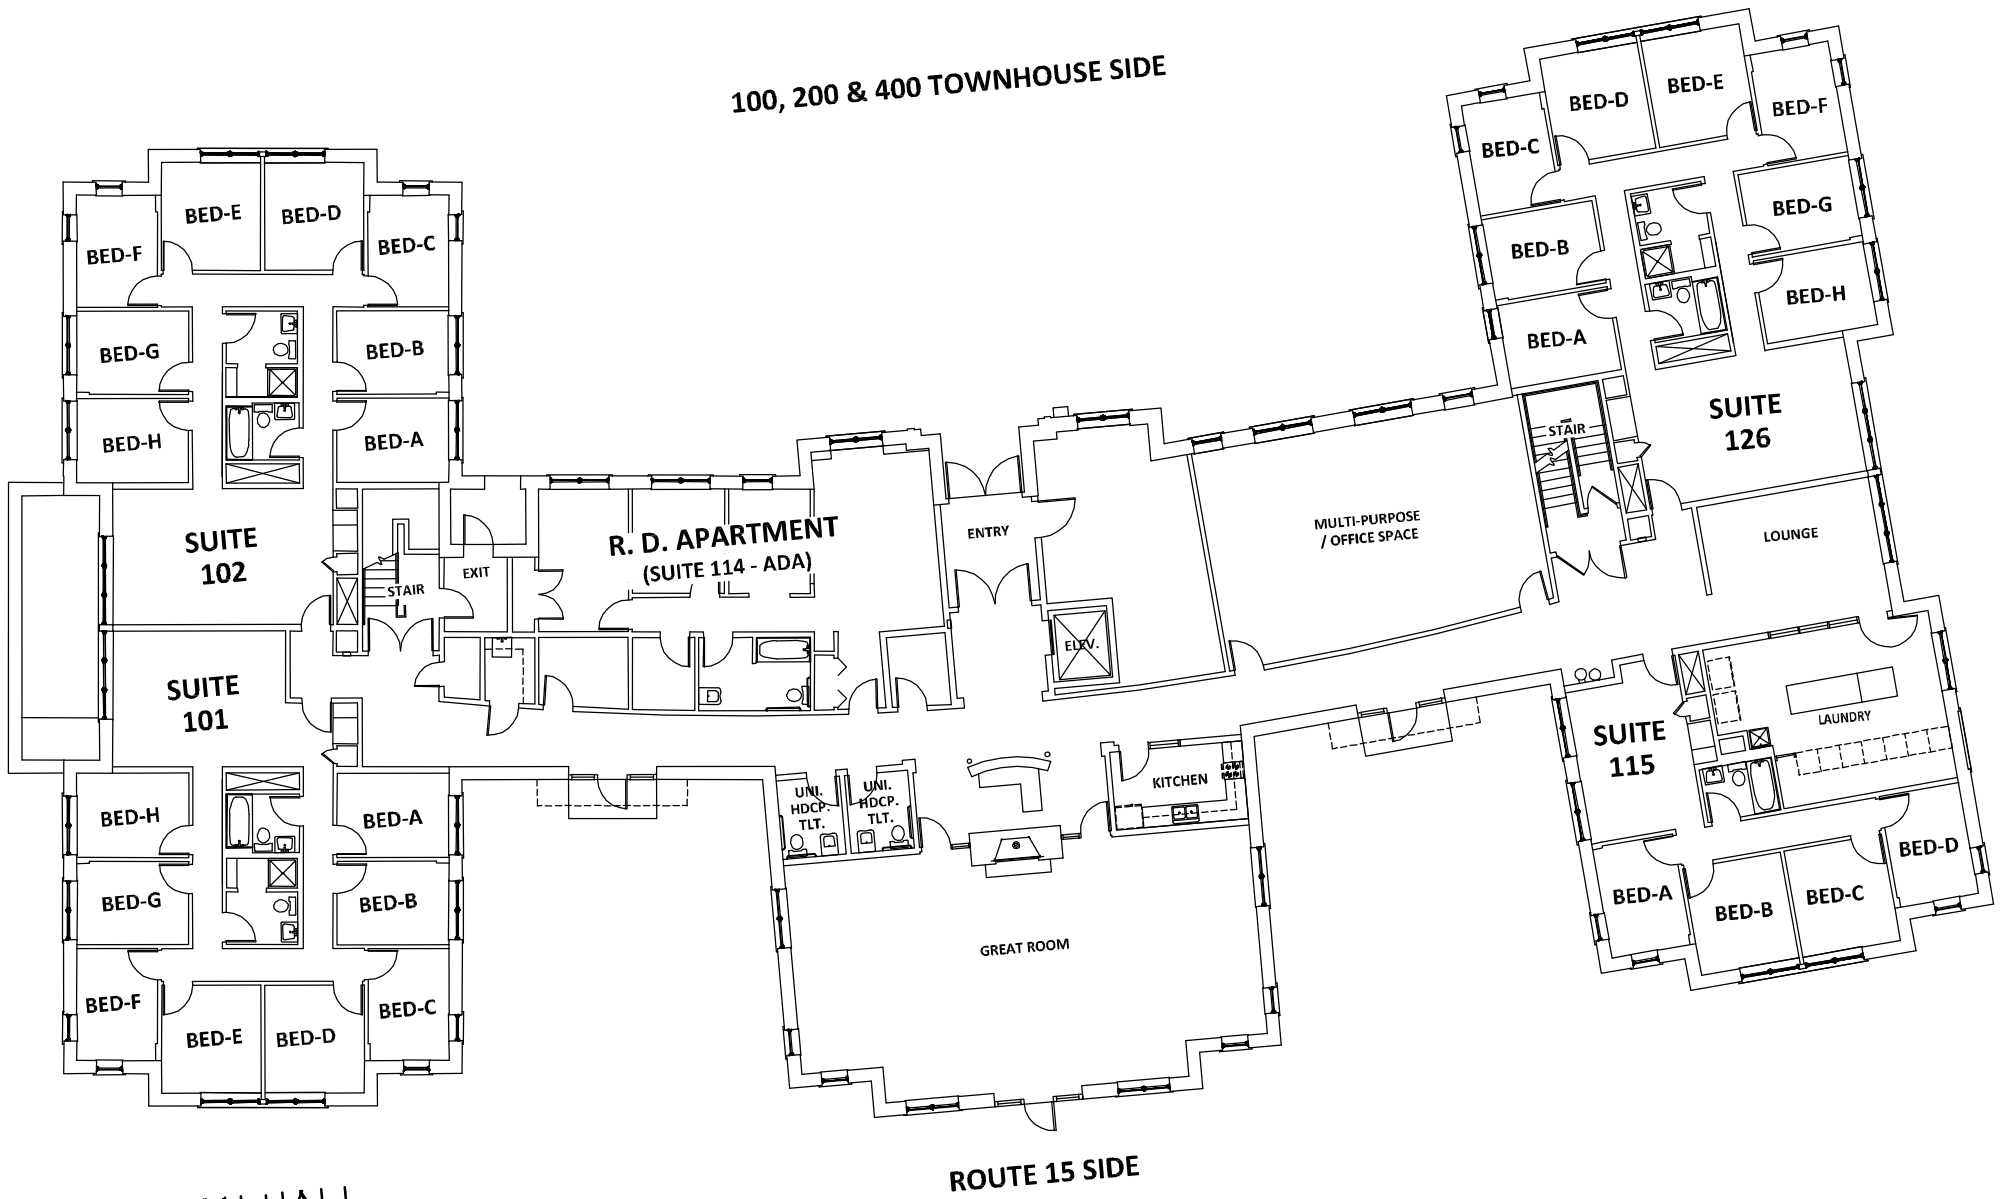 100, 200 & 400 TOWNHOUSE SIDE
BED-E
BED-D
BED-F
BED-C
BED-G
BED-B
BED-H
BED-A
SUITE
102
STAIR
EXIT
R. D. APARTMENT
(SUITE 114 - ADA)
ENTRY
ELEV.
MULTI-PURPOSE
/ OFFICE SPACE
BED-D
BED-E
BED-C
BED-F
BED-B
BED-G
BED-A
BED-H
STAIR
SUITE
126
LOUNGE
SUITE
101
BED-H
BED-A
BED-G
BED-B
BED-F
BED-C
BED-E
BED-D
UNI.
HDCP.
TLT.
UNI.
HDCP.
TLT.
KITCHEN
GREAT ROOM
SUITE
115
LAUNDRY
BED-A
BED-B
BED-C
BED-D
ROUTE 15 SIDE